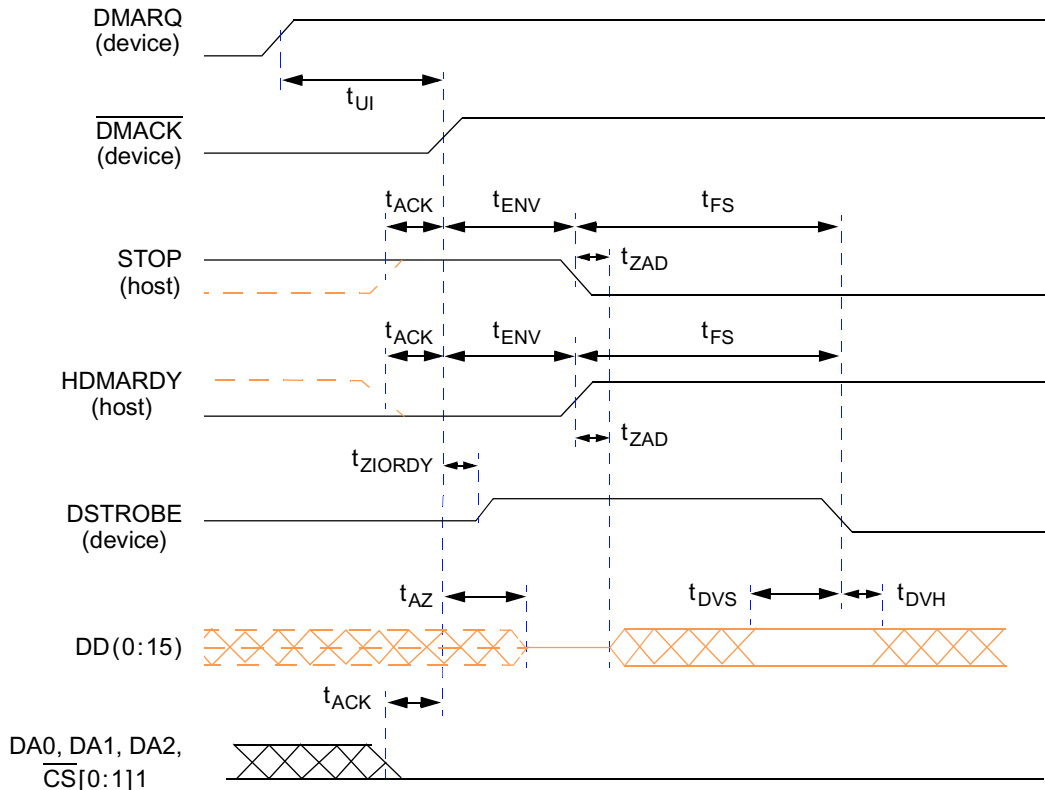 DMARQ
(device)
tUI
DMACK
(device)
tACK tENV tFS
STOP
(host)
tZAD
tACK tENV tFS
HDMARDY
(host)
tZAD
tZIORDY
DSTROBE
(device)
tAZ tDVS tDVH
DD(0:15)
tACK
DA0, DA1, DA2,
CS[0:1]1